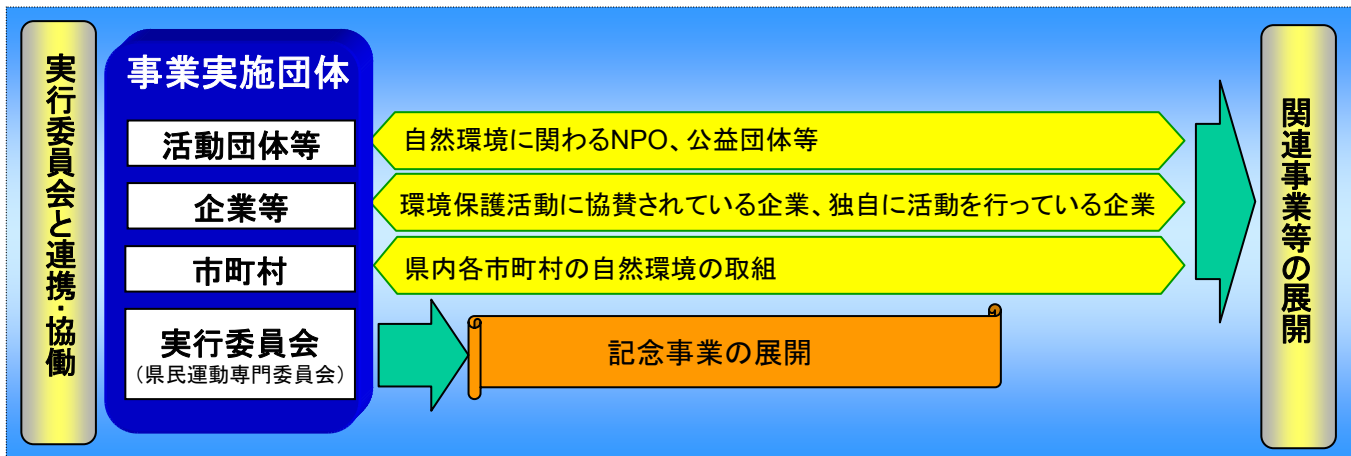 実行委員会と連携・協働
事業実施団体
活動団体等
自然環境に関わるNPO、公益団体等
企業等
環境保護活動に協賛されている企業、独自に活動を行っている企業
市町村
県内各市町村の自然環境の取組
実行委員会
（県民運動専門委員会）
記念事業の展開
関連事業等の展開